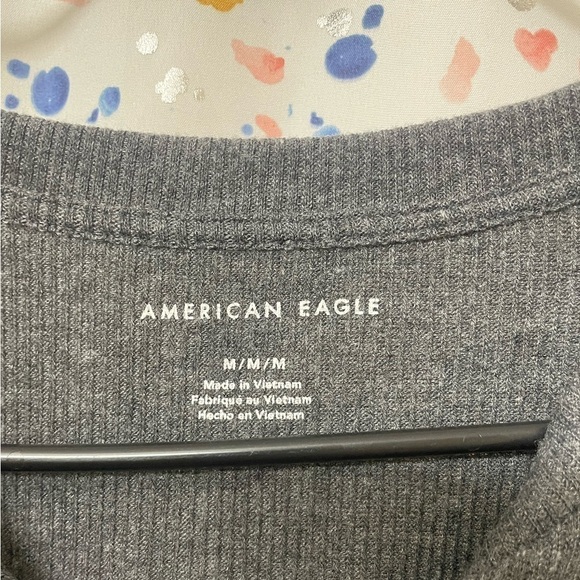 AMERICAN EAGLE
M/M/M
Made in Vietnam
Fabriqué au Vietnam
Hecho en Vietnam